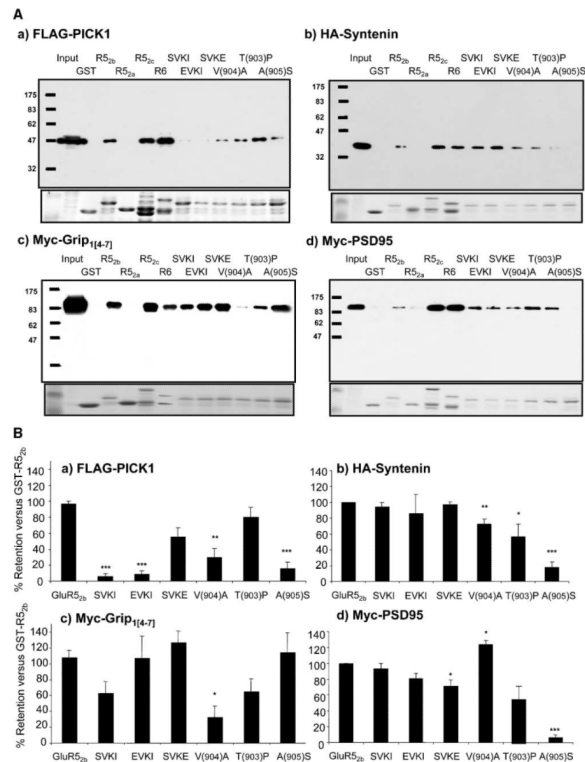 A
a) FLAG-PICK1
b) HA-Syntenin
R5₂b R5₂c SVKI SVKE T(903)P
Input
GST R5₂a R6 EVKI V(904)A A(905)S
175
83
62
47
32
Input R5₂b R5₂c SVKI SVKE T(903)P
GST R5₂a R6 EVKI V(904)A A(905)S
175
83
62
47
32
c) Myc-Grip1[4-7]
d) Myc-PSD95
Input R5₂b R5₂c SVKI SVKE T(903)P
GST R5₂a R6 EVKI V(904)A A(905)S
175
83
62
47
Input R5₂b R5₂c SVKI SVKE T(903)P
GST R5₂a R6 EVKI V(904)A A(905)S
175
83
62
47
B
% Retention versus GST-R5₂b
a) FLAG-PICK1
140
120
100
80
60
40
20
0
*** *** ** ***
GluR5₂b SVKI EVKI SVKE V(904)A T(903)P A(905)S
b) HA-Syntenin
140
120
100
80
60
40
20
0
** * ***
GluR5₂b SVKI EVKI SVKE V(904)A T(903)P A(905)S
% Retention versus GST-R5₂b
c) Myc-Grip1[4-7]
140
120
100
80
60
40
20
0
*
GluR5₂b SVKI EVKI SVKE V(904)A T(903)P A(905)S
d) Myc-PSD95
140
120
100
80
60
40
20
0
* * ***
GluR5₂b SVKI EVKI SVKE V(904)A T(903)P A(905)S